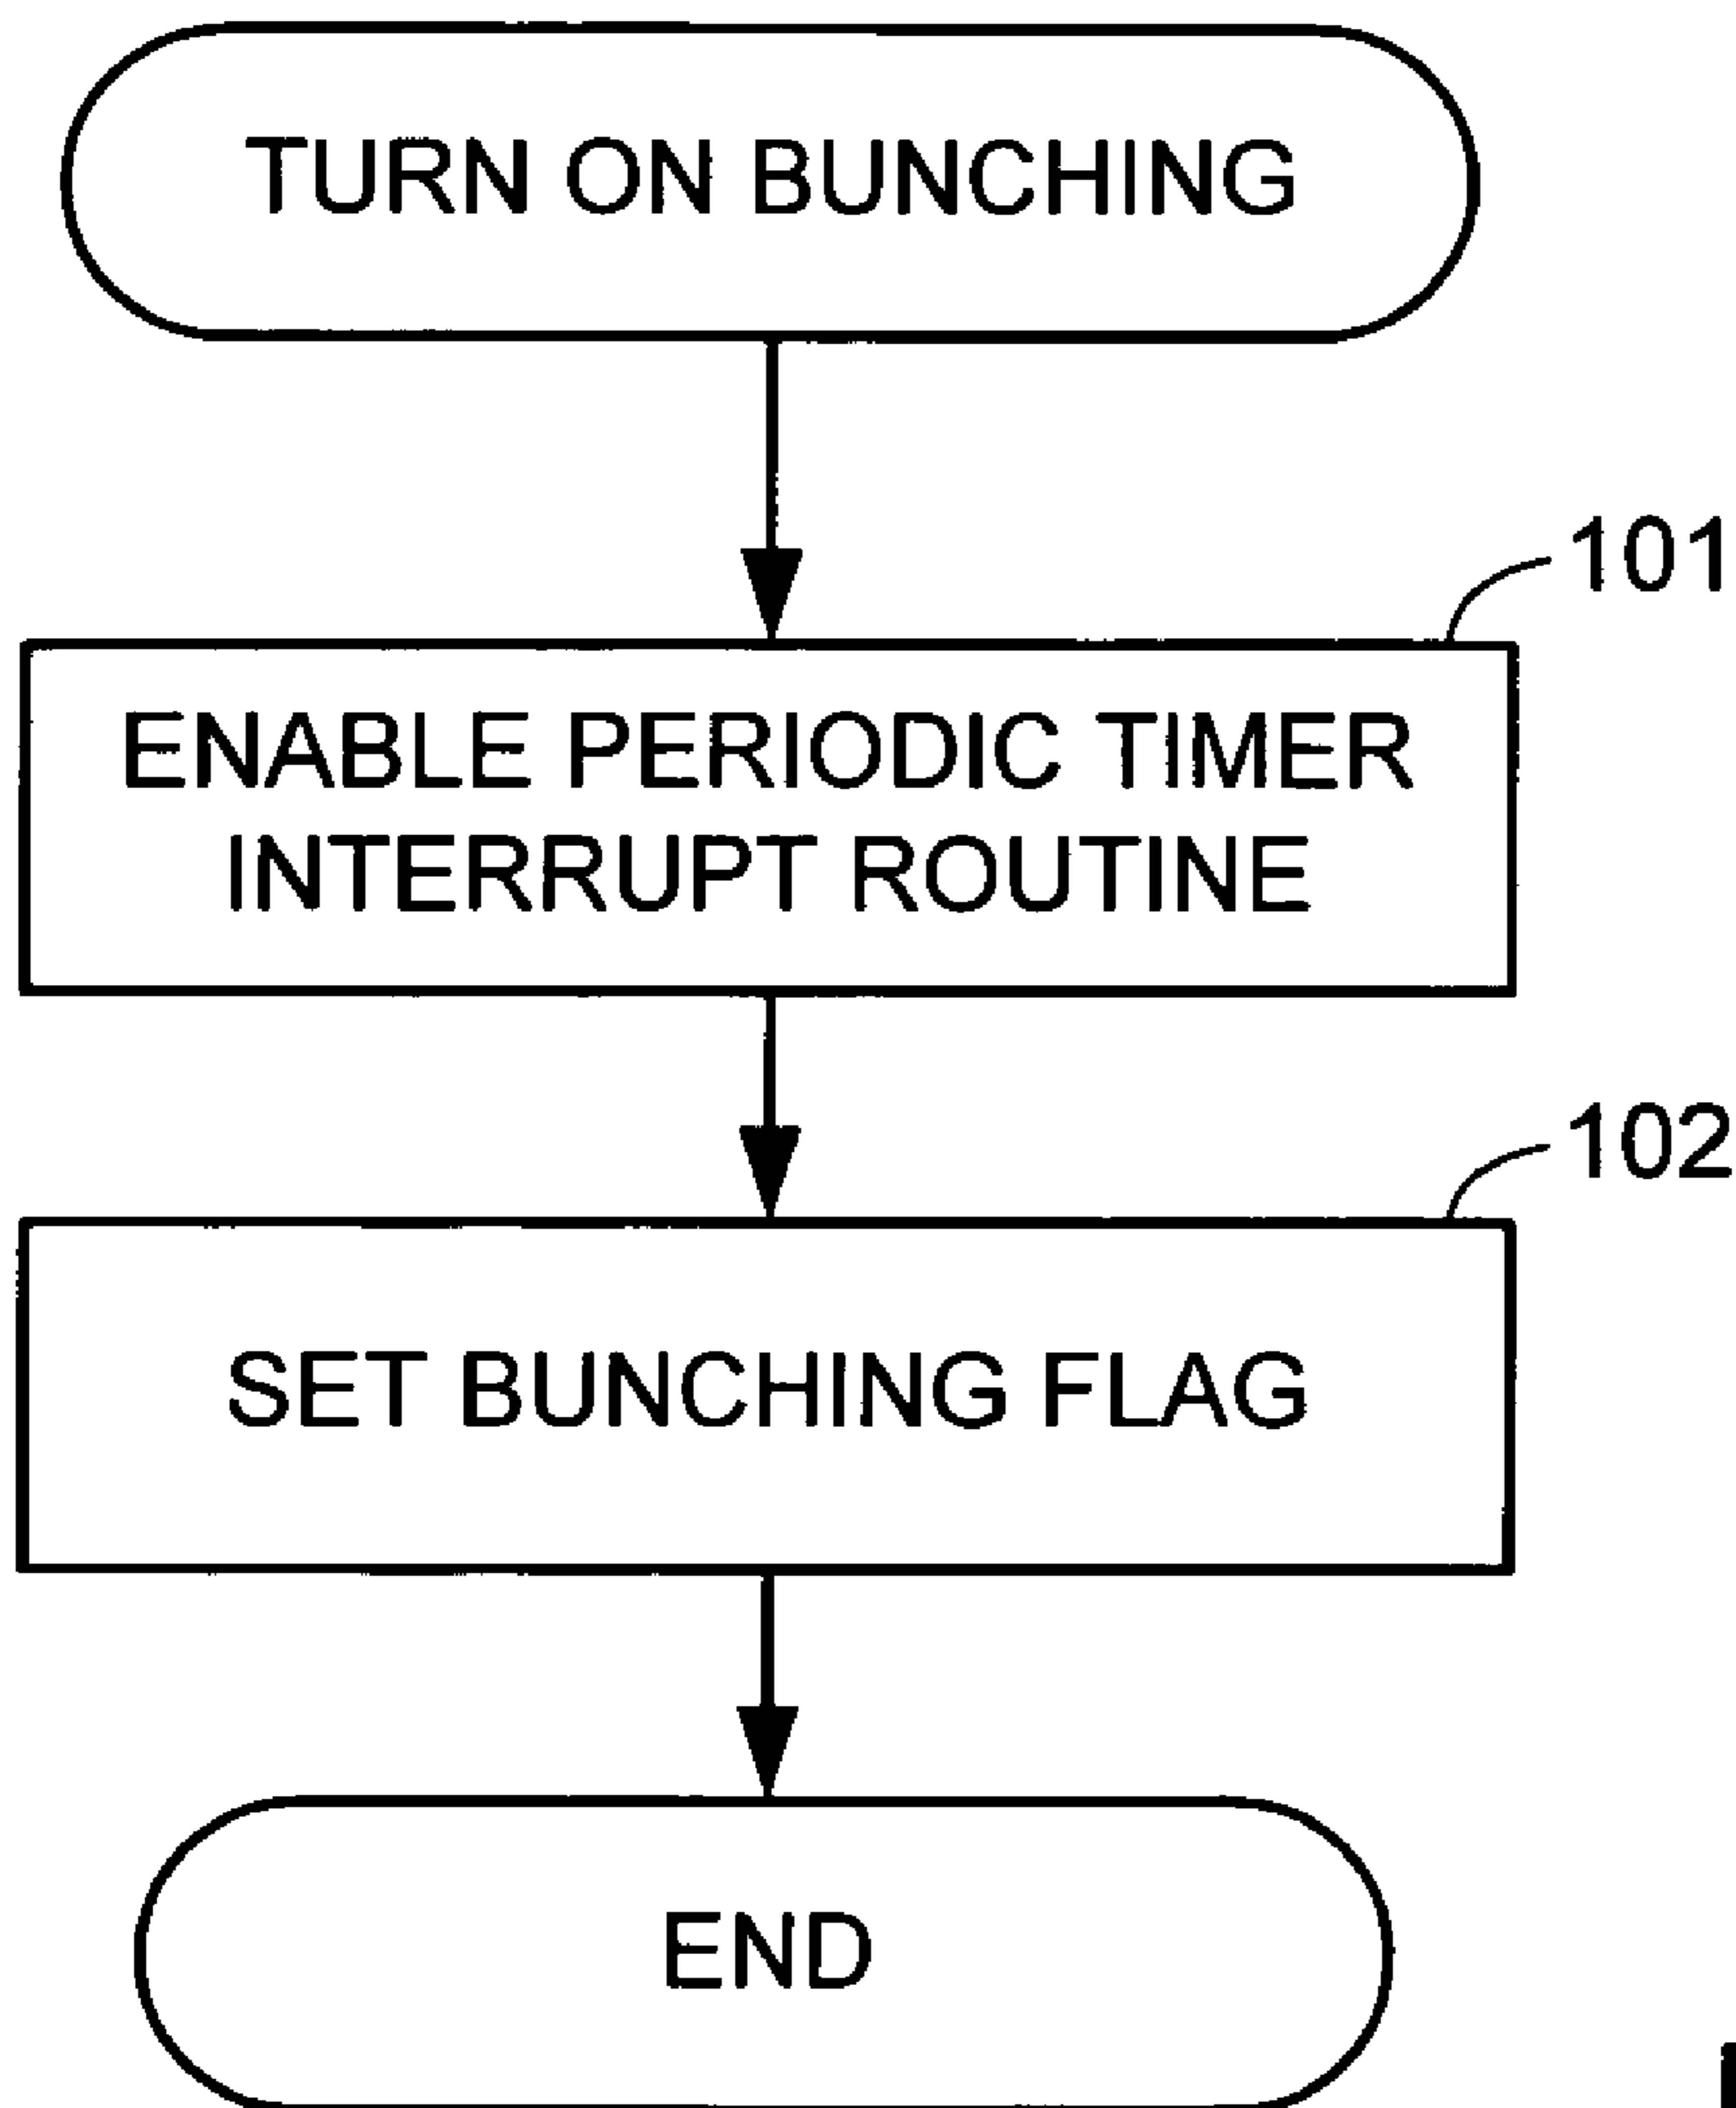 TURN ON BUNCHING
101
ENABLE PERIODIC TIMER
INTERRUPT ROUTINE
102
SET BUNCHING FLAG
END